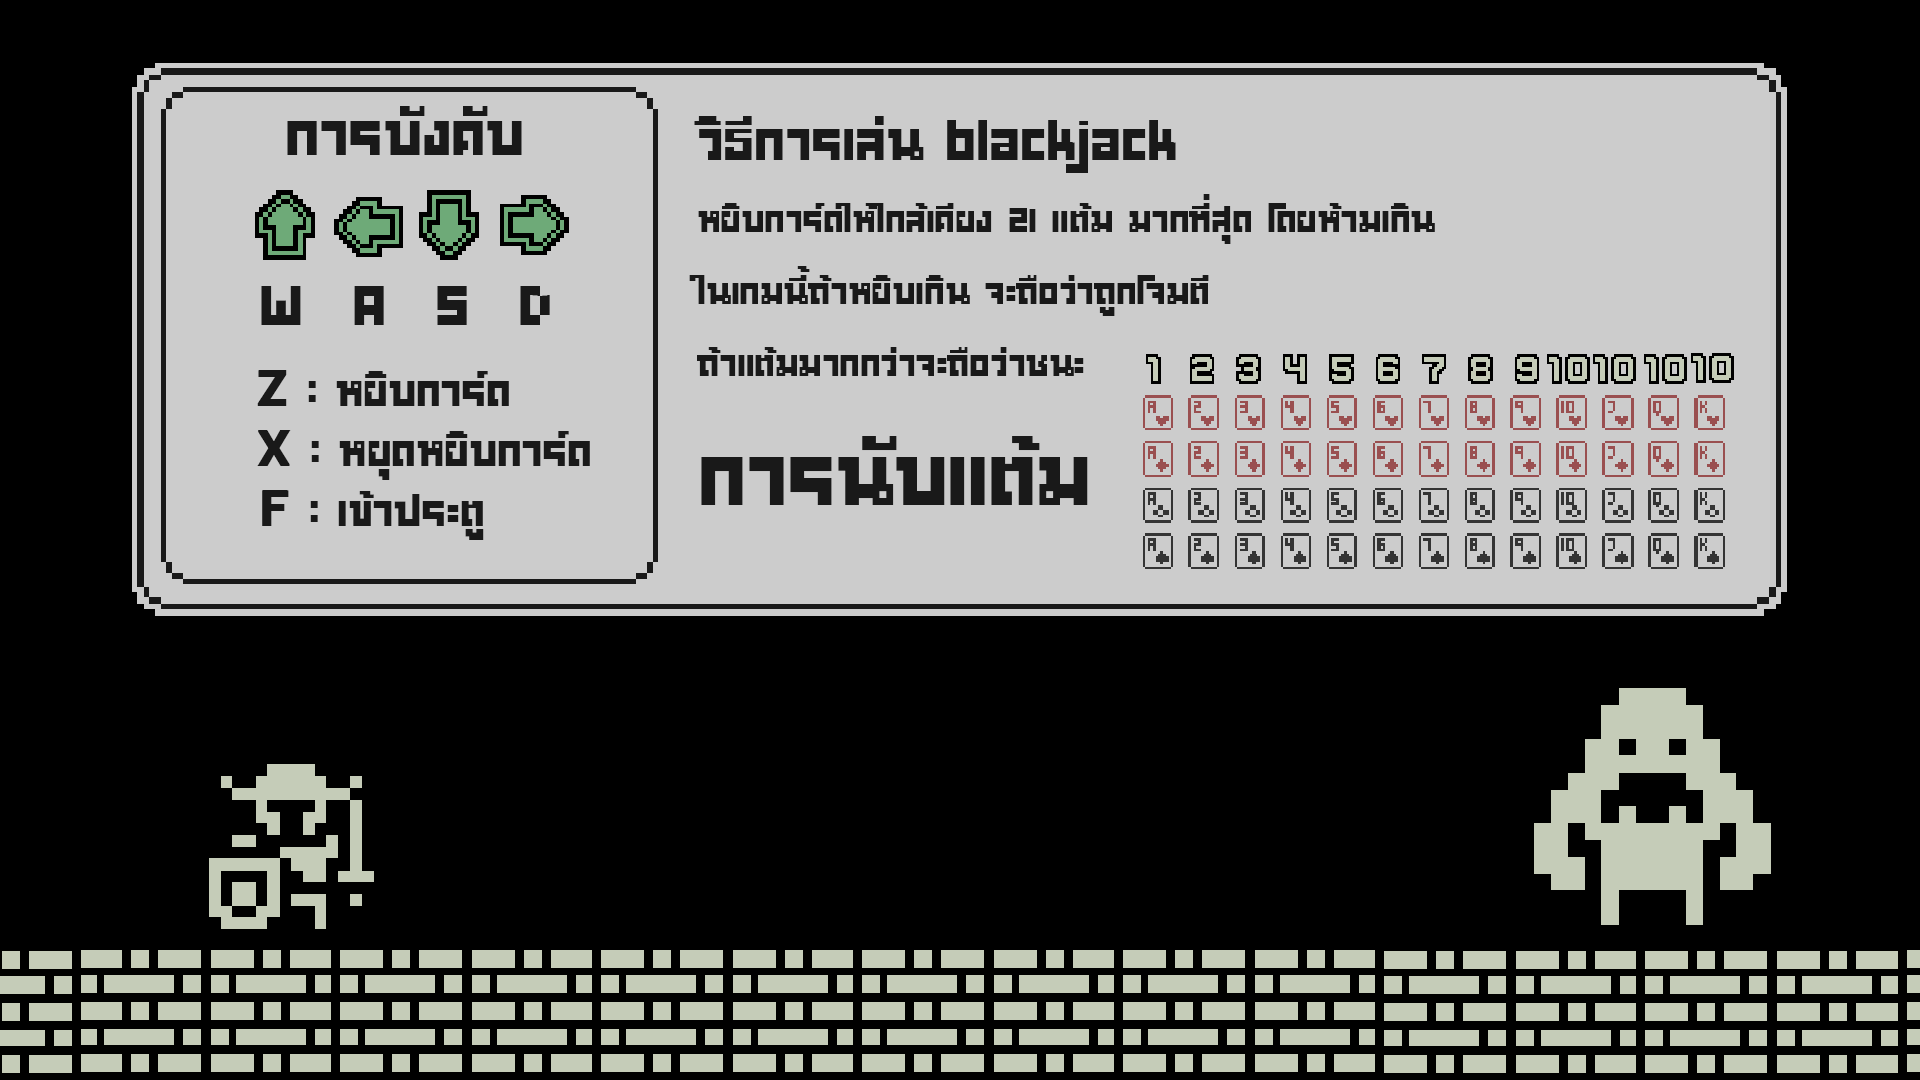 การบังคับ
W A S D
Z : หยิบการ์ด
X : หยุดหยิบการ์ด
F : เข้าประตู
วิธีการเล่น blackjack
หยิบการ์ดให้ใกล้เคียง 21 แต้ม มากที่สุด โดยห้ามเกิน
ในเกมนี้ถ้าหยิบเกิน จะถือว่าถูกโจมตี
ถ้าแต้มมากกว่าจะถือว่าชนะ
การนับแต้ม
1 2 3 4 5 6 7 8 9 10 10 10 10
A 2 3 4 5 6 7 8 9 10 J Q K
A 2 3 4 5 6 7 8 9 10 J Q K
A 2 3 4 5 6 7 8 9 10 J Q K
A 2 3 4 5 6 7 8 9 10 J Q K